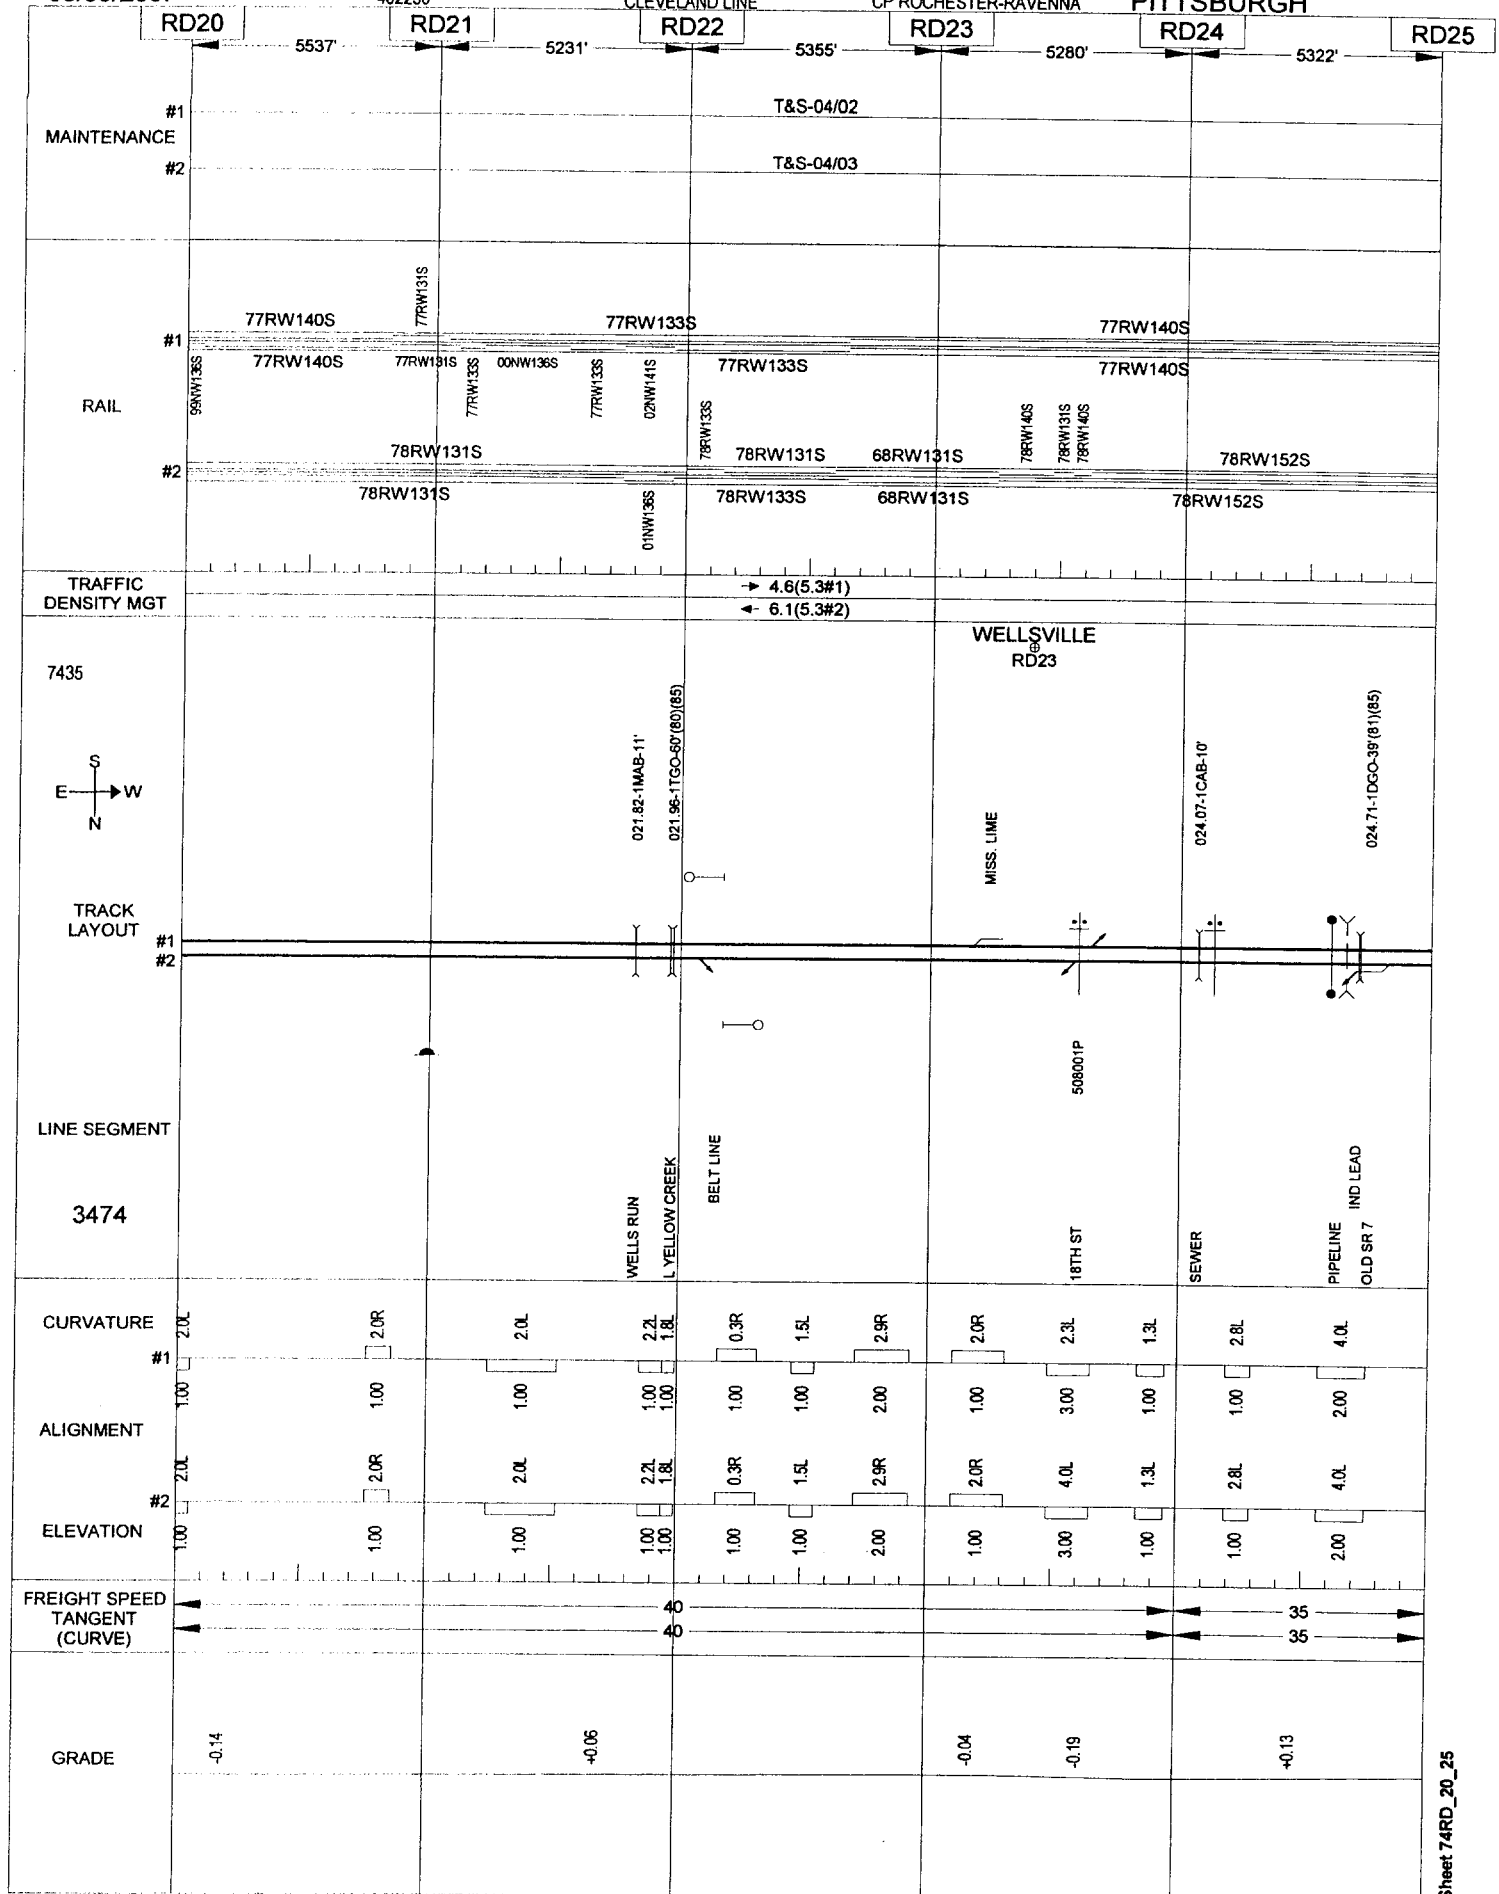 CLEVELAND LINE CP ROCHESTER-RAVENNA PITTSBURGH
RD20 RD21 RD22 RD23 RD24 RD25
5537' 5231' 5355' 5280' 5322'
MAINTENANCE
#1 T&S-04/02
#2 T&S-04/03
RAIL
77RW131S
77RW140S 77RW133S 77RW140S
#1
77RW140S 77RW131S 00NW136S 77RW133S 77RW140S
99NW136S 77RW133S 77RW133S 02NW141S
78RW133S 78RW140S 78RW131S 78RW140S
78RW131S 78RW131S 68RW131S 78RW152S
#2
78RW131S 78RW133S 68RW131S 78RW152S
01NW136S
TRAFFIC
DENSITY MGT
4.6(5.3#1)
6.1(5.3#2)
WELLSVILLE
RD23
7435
S
E W
N
021.82-1MAB-11'
021.96-1TGO-60'(80)(85)
MISS. LIME
024.07-1CAB-10'
024.71-1DGO-39'(81)(85)
TRACK
LAYOUT
#1
#2
508001P
LINE SEGMENT
3474
WELLS RUN
L YELLOW CREEK
BELT LINE
18TH ST
SEWER
PIPELINE
IND LEAD
OLD SR 7
CURVATURE
2.0L 2.0R 2.0L 2.2L 1.8L 0.3R 1.5L 2.9R 2.0R 2.3L 1.3L 2.8L 4.0L
#1
1.00 1.00 1.00 1.00 1.00 1.00 1.00 2.00 1.00 3.00 1.00 1.00 2.00
ALIGNMENT
2.0L 2.0R 2.0L 2.2L 1.8L 0.3R 1.5L 2.9R 2.0R 4.0L 1.3L 2.8L 4.0L
#2
ELEVATION
1.00 1.00 1.00 1.00 1.00 1.00 1.00 2.00 1.00 3.00 1.00 1.00 2.00
FREIGHT SPEED
TANGENT
(CURVE)
40 35
40 35
GRADE
-0.14 +0.06 -0.04 -0.19 +0.13
Sheet 74RD_20_25